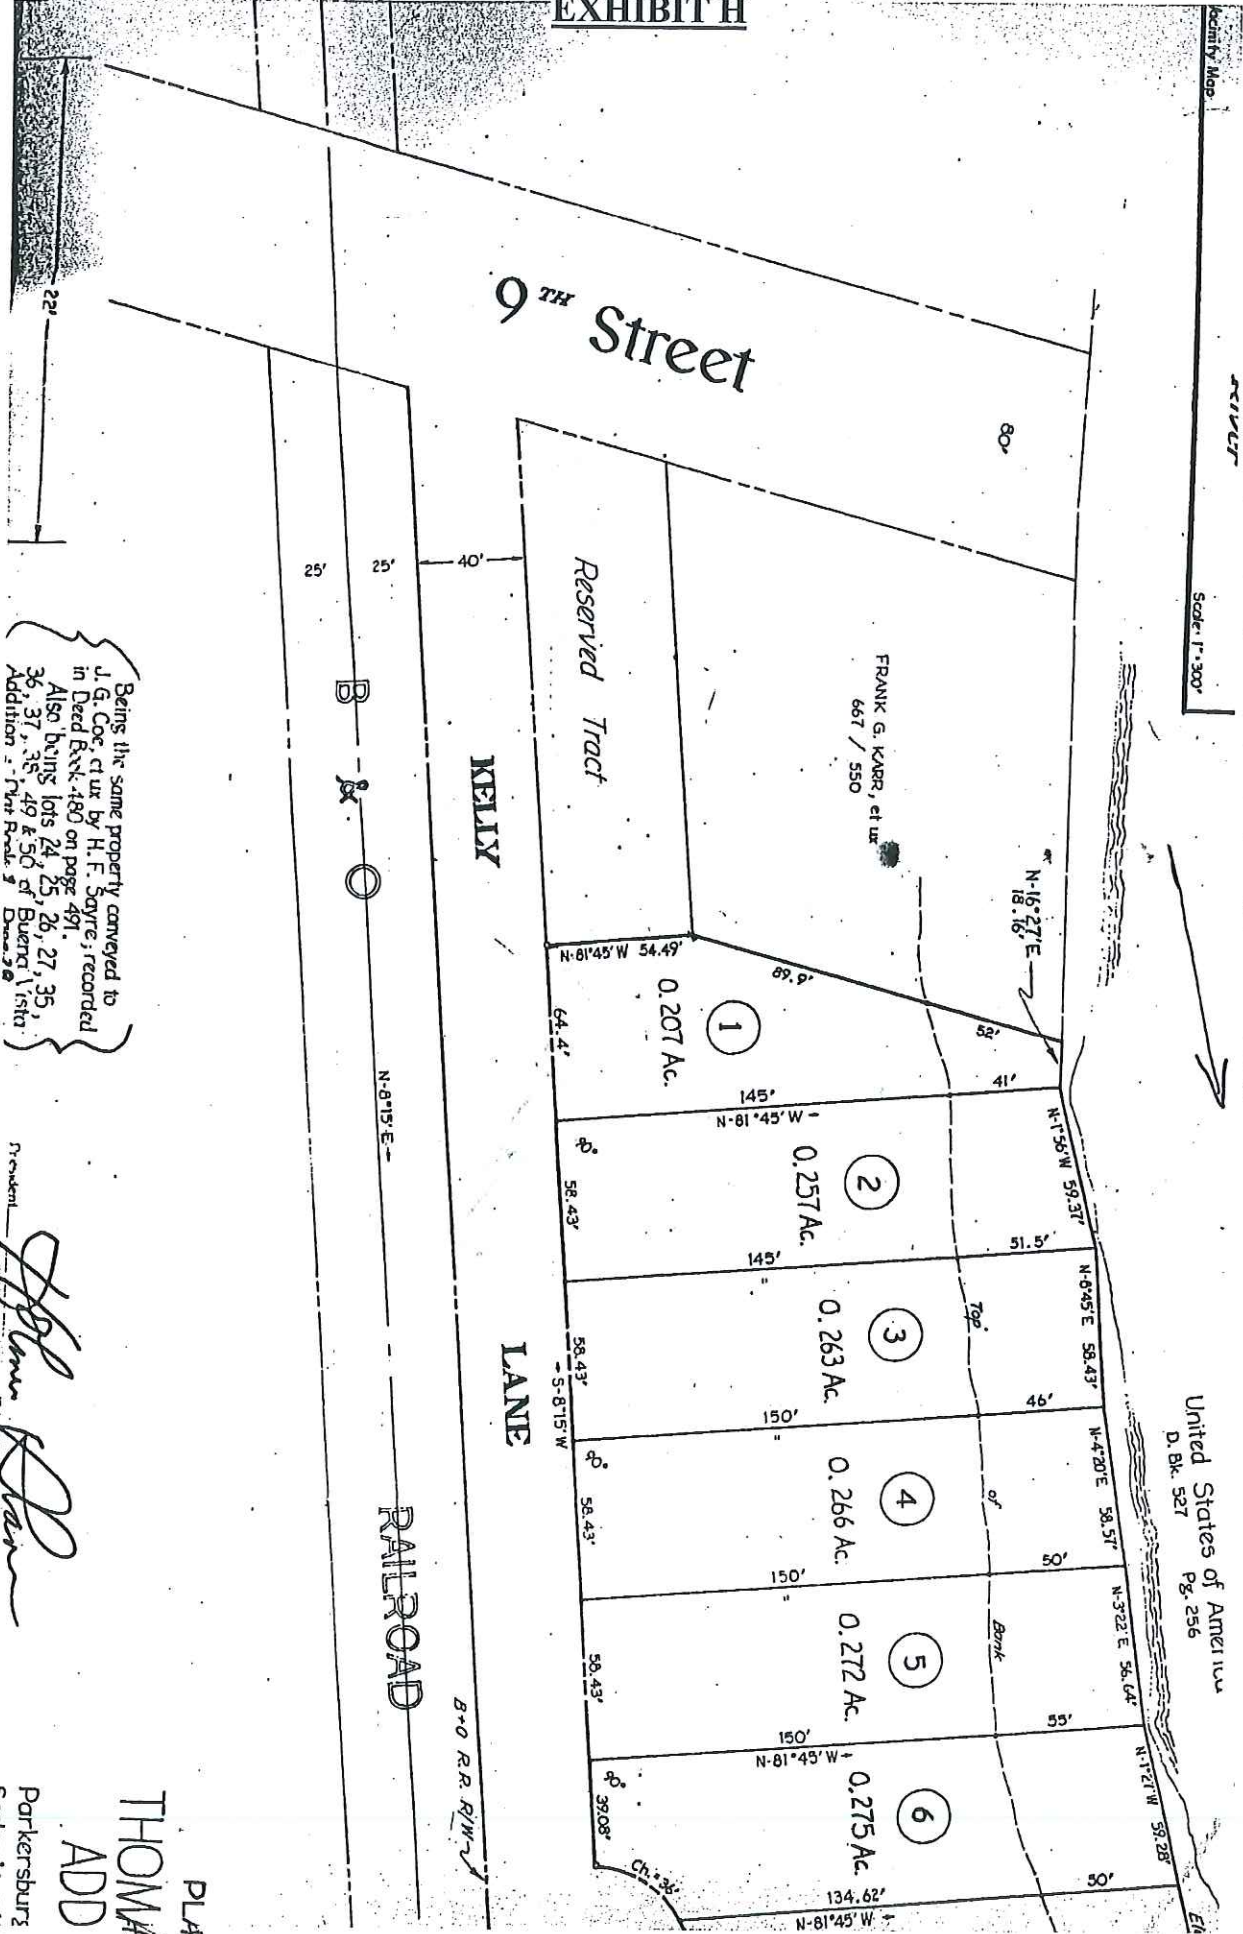 EXHIBIT H
Vicinity Map
Scale: 1"=300'
9TH Street
80'
22'
FRANK G. KARR, et ux
667 / 550
Reserved Tract
N-16°27'E
18.16'
40'
25'
25'
KELLY
LANE
B & O
RAILROAD
N-8°15'E
B+O R.R. R/W
N-81°45'W 54.49'
89.9'
52'
1
0.207 Ac.
64.4'
145'
41'
N-81°45'W
N-1°56'W 59.37'
2
0.257 Ac.
58.43'
145'
"
51.5'
N-8°45'E 58.43'
3
0.263 Ac.
58.43'
S-8°15'W
150'
"
46'
N-4°20'E 58.57'
4
0.266 Ac.
58.43'
150'
"
50'
N-3°22'E 56.64'
5
0.272 Ac.
58.43'
150'
N-81°45'W
55'
N-1°27'W 59.28'
6
0.275 Ac.
39.08'
Ch.=36'
134.62'
N-81°45'W
50'
Top of Bank
United States of America
D. Bk. 527
Pg. 256
Being the same property conveyed to
J. G. Coe, et ux by H. F. Sayre; recorded
in Deed Book 480 on page 491.
Also being lots 24, 25, 26, 27, 35,
36, 37, 38, 49 & 50 of Buena Vista
Addition
President
PLA
THOMA
ADD
Parkersburg